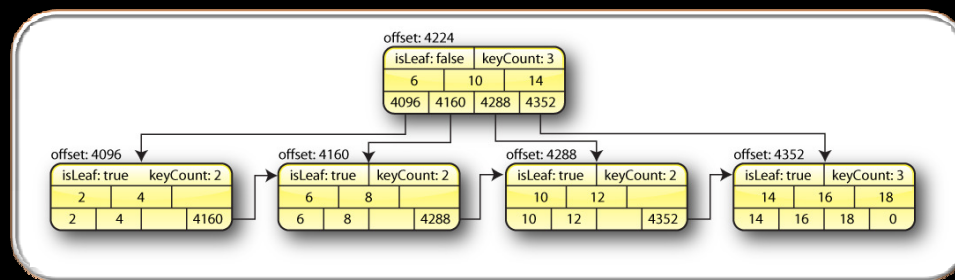 offset: 4224
isLeaf: false keyCount: 3
6 10 14
4096 4160 4288 4352
offset: 4096
isLeaf: true keyCount: 2
2 4
2 4 4160
offset: 4160
isLeaf: true keyCount: 2
6 8
6 8 4288
offset: 4288
isLeaf: true keyCount: 2
10 12
10 12 4352
offset: 4352
isLeaf: true keyCount: 3
14 16 18
14 16 18 0